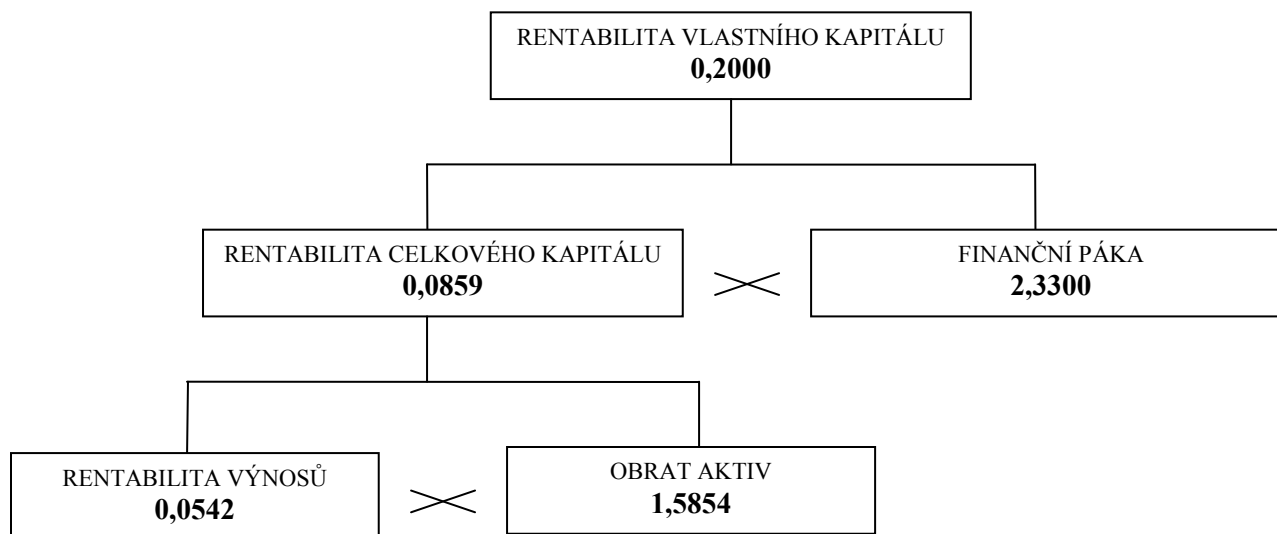 RENTABILITA VLASTNÍHO KAPITÁLU
0,2000
RENTABILITA CELKOVÉHO KAPITÁLU
0,0859
FINANČNÍ PÁKA
2,3300
RENTABILITA VÝNOSŮ
0,0542
OBRAT AKTIV
1,5854